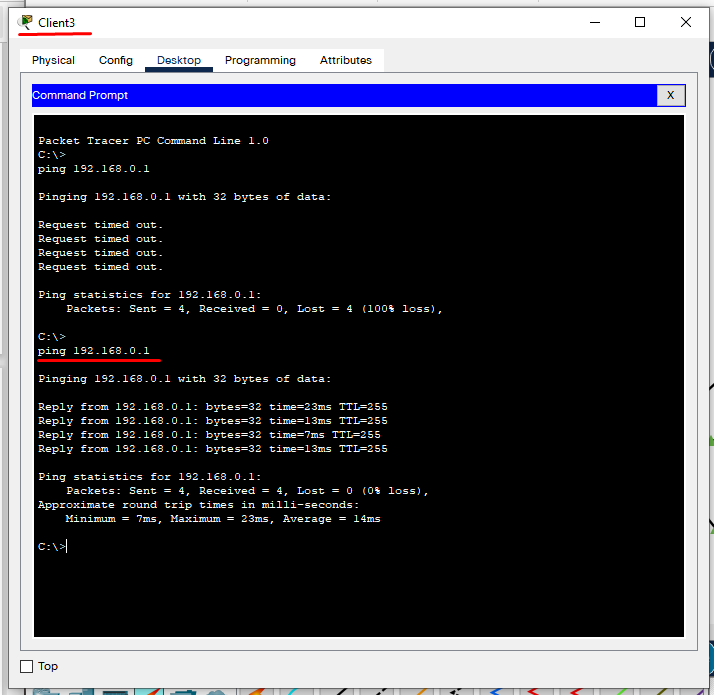 Client3
Physical Config Desktop Programming Attributes
Command Prompt
X
Packet Tracer PC Command Line 1.0
C:\>
ping 192.168.0.1
Pinging 192.168.0.1 with 32 bytes of data:
Request timed out.
Request timed out.
Request timed out.
Request timed out.
Ping statistics for 192.168.0.1:
Packets: Sent = 4, Received = 0, Lost = 4 (100% loss),
C:\>
ping 192.168.0.1
Pinging 192.168.0.1 with 32 bytes of data:
Reply from 192.168.0.1: bytes=32 time=23ms TTL=255
Reply from 192.168.0.1: bytes=32 time=13ms TTL=255
Reply from 192.168.0.1: bytes=32 time=7ms TTL=255
Reply from 192.168.0.1: bytes=32 time=13ms TTL=255
Ping statistics for 192.168.0.1:
Packets: Sent = 4, Received = 4, Lost = 0 (0% loss),
Approximate round trip times in milli-seconds:
Minimum = 7ms, Maximum = 23ms, Average = 14ms
C:\>
Top